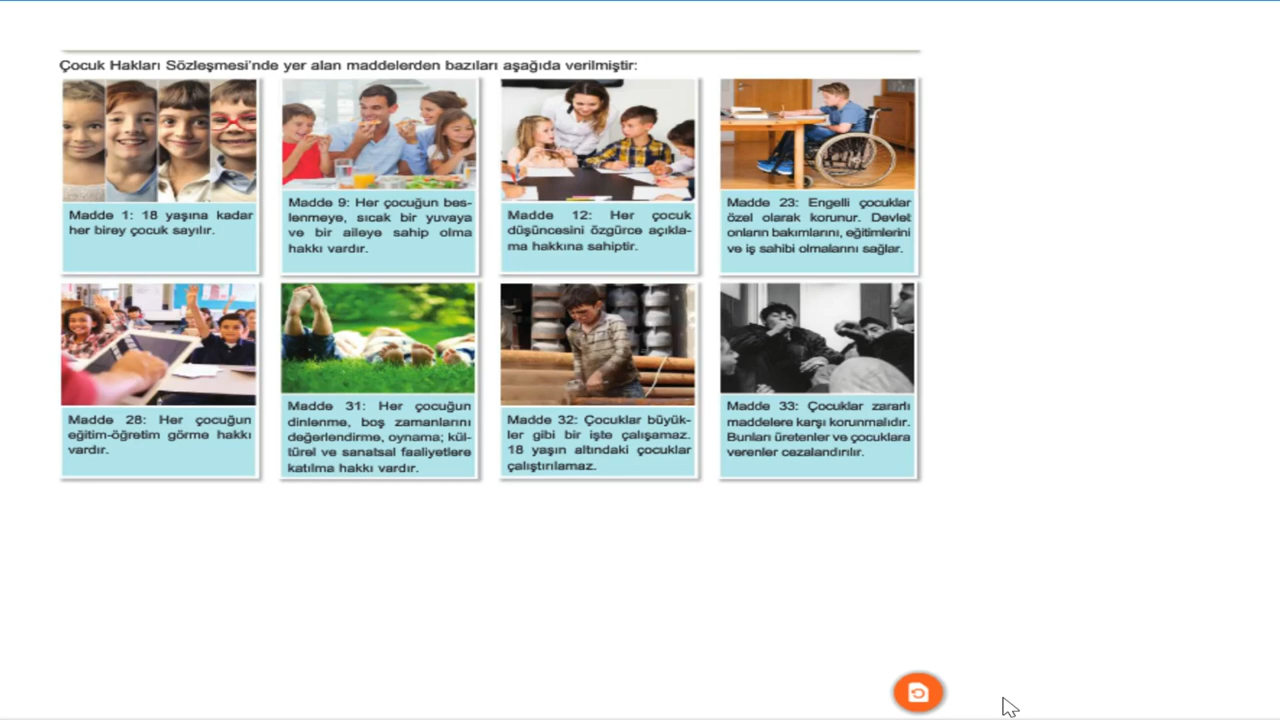 Çocuk Hakları Sözleşmesi'nde yer alan maddelerden bazıları aşağıda verilmiştir:
Madde 1: 18 yaşına kadar
her birey çocuk sayılır.
Madde 9: Her çocuğun bes-
lenmeye, sıcak bir yuvaya
ve bir aileye sahip olma
hakkı vardır.
Madde 12: Her çocuk
düşüncesini özgürce açıkla-
ma hakkına sahiptir.
Madde 23: Engelli çocuklar
özel olarak korunur. Devlet
onların bakımlarını, eğitimlerini
ve iş sahibi olmalarını sağlar.
Madde 28: Her çocuğun
eğitim-öğretim görme hakkı
vardır.
Madde 31: Her çocuğun
dinlenme, boş zamanlarını
değerlendirme, oynama; kül-
türel ve sanatsal faaliyetlere
katılma hakkı vardır.
Madde 32: Çocuklar büyük-
ler gibi bir işte çalışamaz.
18 yaşın altındaki çocuklar
çalıştırılamaz.
Madde 33: Çocuklar zararlı
maddelere karşı korunmalıdır.
Bunları üretenler ve çocuklara
verenler cezalandırılır.